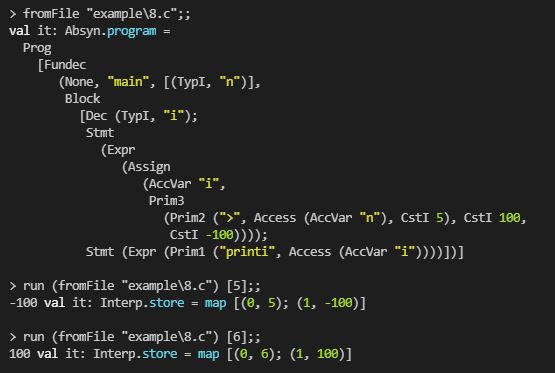 > fromFile "example\8.c";;
val it: Absyn.program =
  Prog
    [Fundec
       (None, "main", [(TypI, "n")],
        Block
          [Dec (TypI, "i");
           Stmt
             (Expr
                (Assign
                   (AccVar "i",
                    Prim3
                      (Prim2 (">", Access (AccVar "n"), CstI 5), CstI 100,
                       CstI -100))));
           Stmt (Expr (Prim1 ("printi", Access (AccVar "i"))))])]
> run (fromFile "example\8.c") [5];;
-100 val it: Interp.store = map [(0, 5); (1, -100)]
> run (fromFile "example\8.c") [6];;
100 val it: Interp.store = map [(0, 6); (1, 100)]